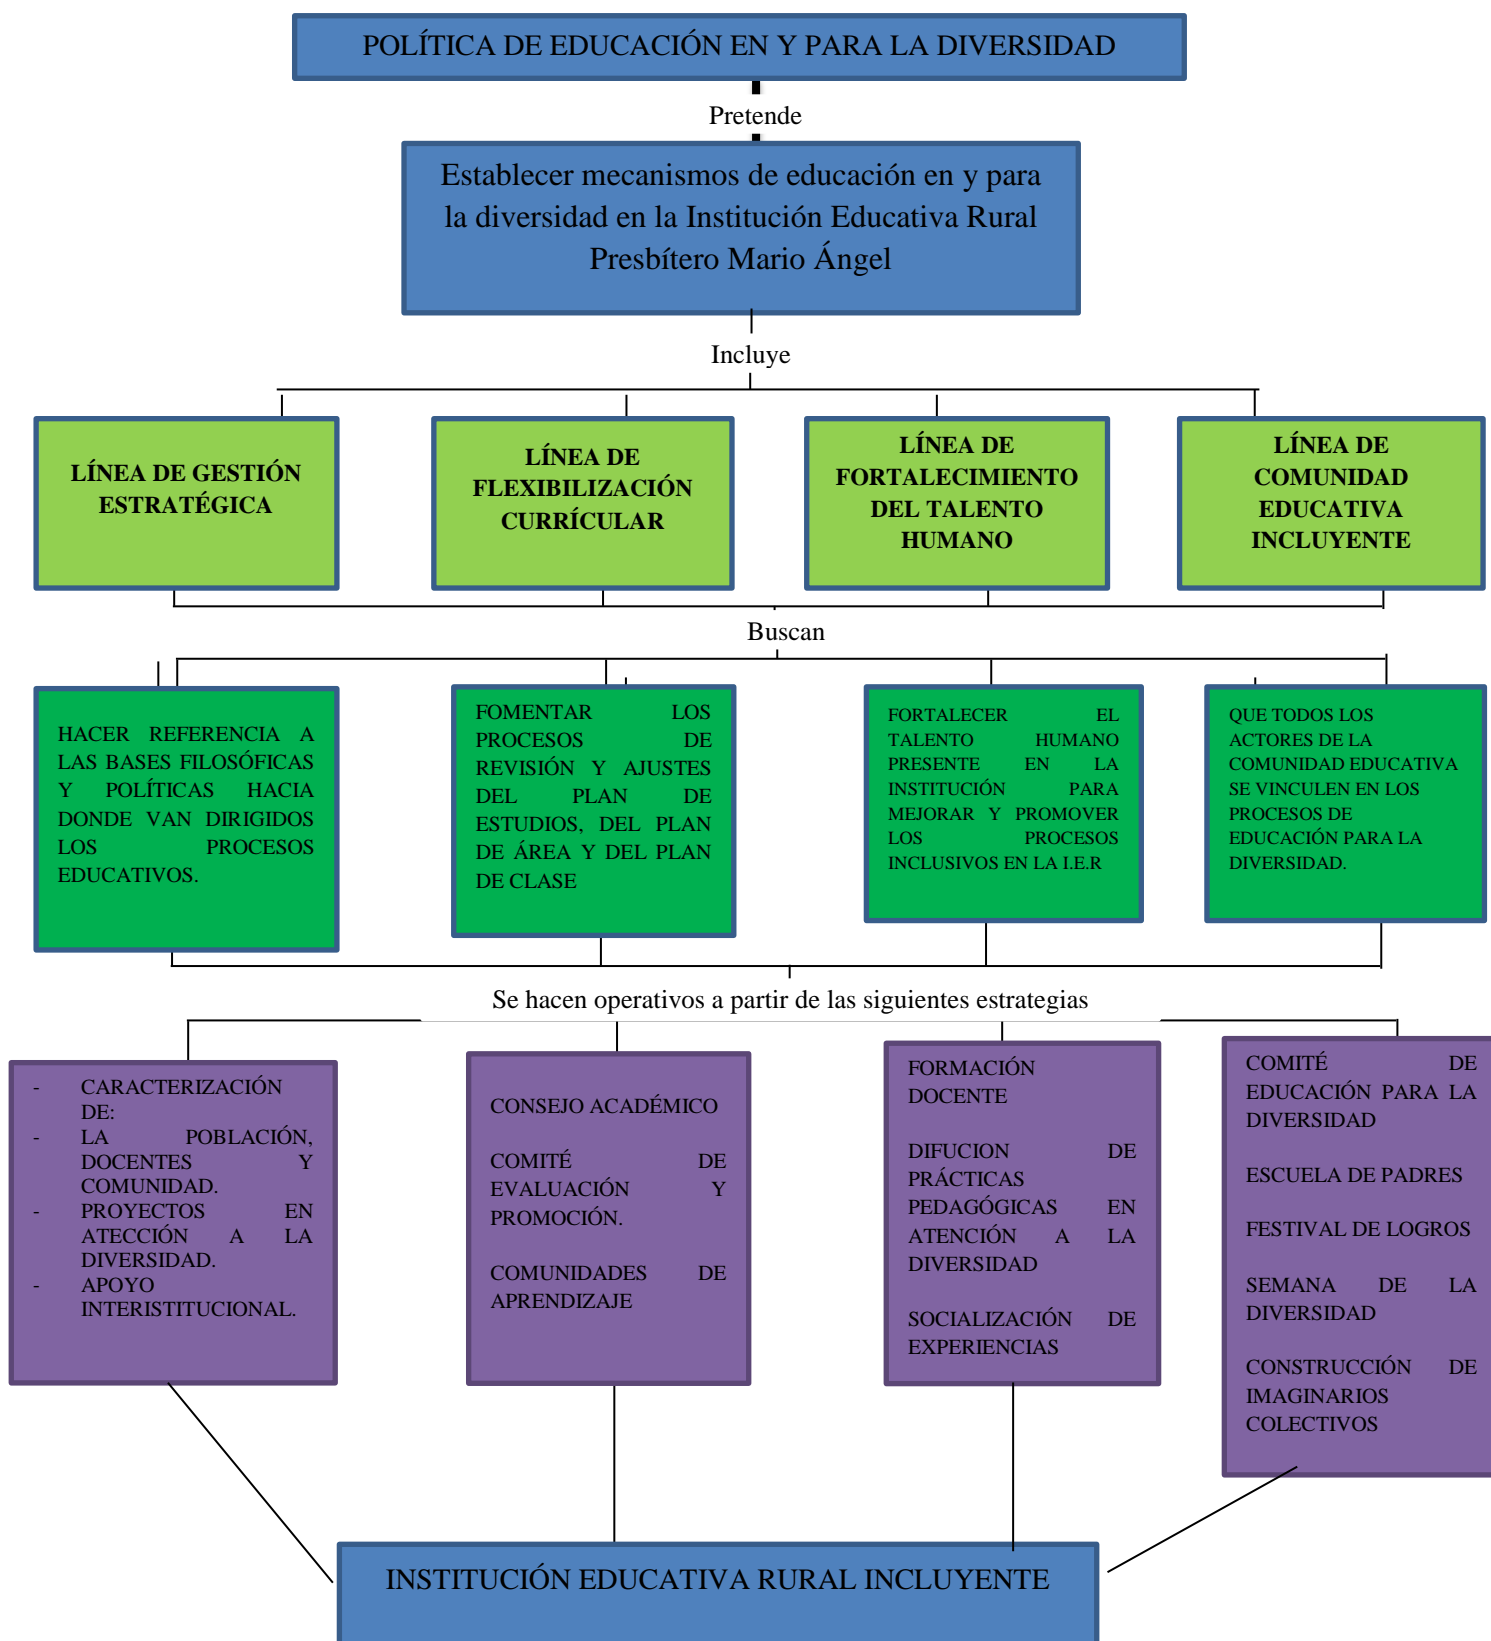 POLÍTICA DE EDUCACIÓN EN Y PARA LA DIVERSIDAD
Pretende
Establecer mecanismos de educación en y para
la diversidad en la Institución Educativa Rural
Presbítero Mario Ángel
Incluye
LÍNEA DE GESTIÓN
ESTRATÉGICA
LÍNEA DE
FLEXIBILIZACIÓN
CURRÍCULAR
LÍNEA DE
FORTALECIMIENTO
DEL TALENTO
HUMANO
LÍNEA DE
COMUNIDAD
EDUCATIVA
INCLUYENTE
Buscan
HACER REFERENCIA A
LAS BASES FILOSÓFICAS
Y POLÍTICAS HACIA
DONDE VAN DIRIGIDOS
LOS PROCESOS
EDUCATIVOS.
FOMENTAR LOS
PROCESOS DE
REVISIÓN Y AJUSTES
DEL PLAN DE
ESTUDIOS, DEL PLAN
DE ÁREA Y DEL PLAN
DE CLASE
FORTALECER EL
TALENTO HUMANO
PRESENTE EN LA
INSTITUCIÓN PARA
MEJORAR Y PROMOVER
LOS PROCESOS
INCLUSIVOS EN LA I.E.R
QUE TODOS LOS
ACTORES DE LA
COMUNIDAD EDUCATIVA
SE VINCULEN EN LOS
PROCESOS DE
EDUCACIÓN PARA LA
DIVERSIDAD.
Se hacen operativos a partir de las siguientes estrategias
- CARACTERIZACIÓN
DE:
- LA POBLACIÓN,
DOCENTES Y
COMUNIDAD.
- PROYECTOS EN
ATECCIÓN A LA
DIVERSIDAD.
- APOYO
INTERISTITUCIONAL.
CONSEJO ACADÉMICO
COMITÉ DE
EVALUACIÓN Y
PROMOCIÓN.
COMUNIDADES DE
APRENDIZAJE
FORMACIÓN
DOCENTE
DIFUCION DE
PRÁCTICAS
PEDAGÓGICAS EN
ATENCIÓN A LA
DIVERSIDAD
SOCIALIZACIÓN DE
EXPERIENCIAS
COMITÉ DE
EDUCACIÓN PARA LA
DIVERSIDAD
ESCUELA DE PADRES
FESTIVAL DE LOGROS
SEMANA DE LA
DIVERSIDAD
CONSTRUCCIÓN DE
IMAGINARIOS
COLECTIVOS
INSTITUCIÓN EDUCATIVA RURAL INCLUYENTE